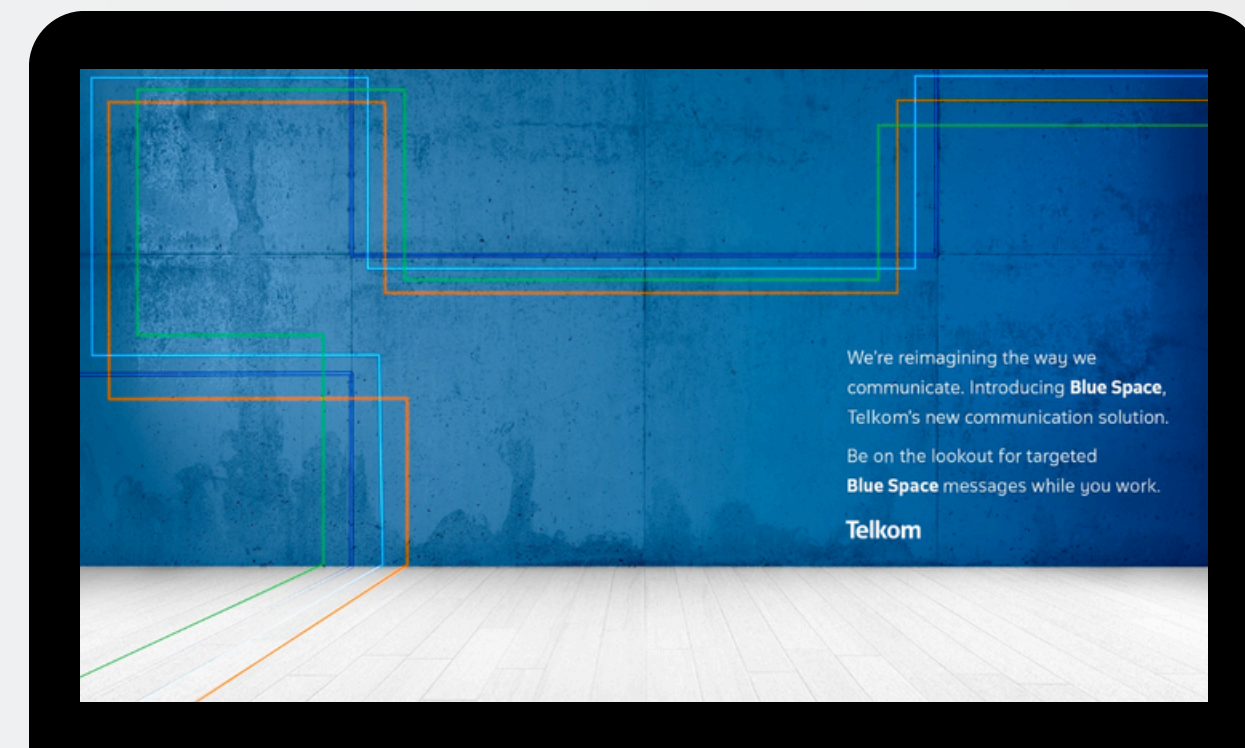 We're reimagining the way we
communicate. Introducing Blue Space,
Telkom's new communication solution.
Be on the lookout for targeted
Blue Space messages while you work.
Telkom